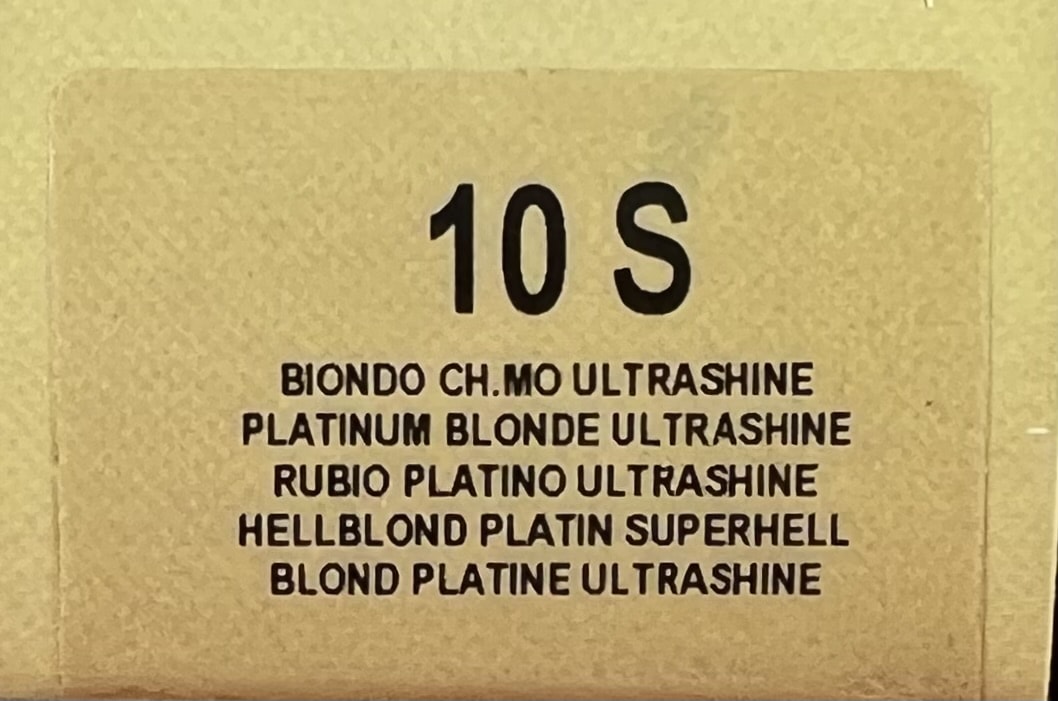 10 S
BIONDO CH.MO ULTRASHINE
PLATINUM BLONDE ULTRASHINE
RUBIO PLATINO ULTRASHINE
HELLBLOND PLATIN SUPERHELL
BLOND PLATINE ULTRASHINE